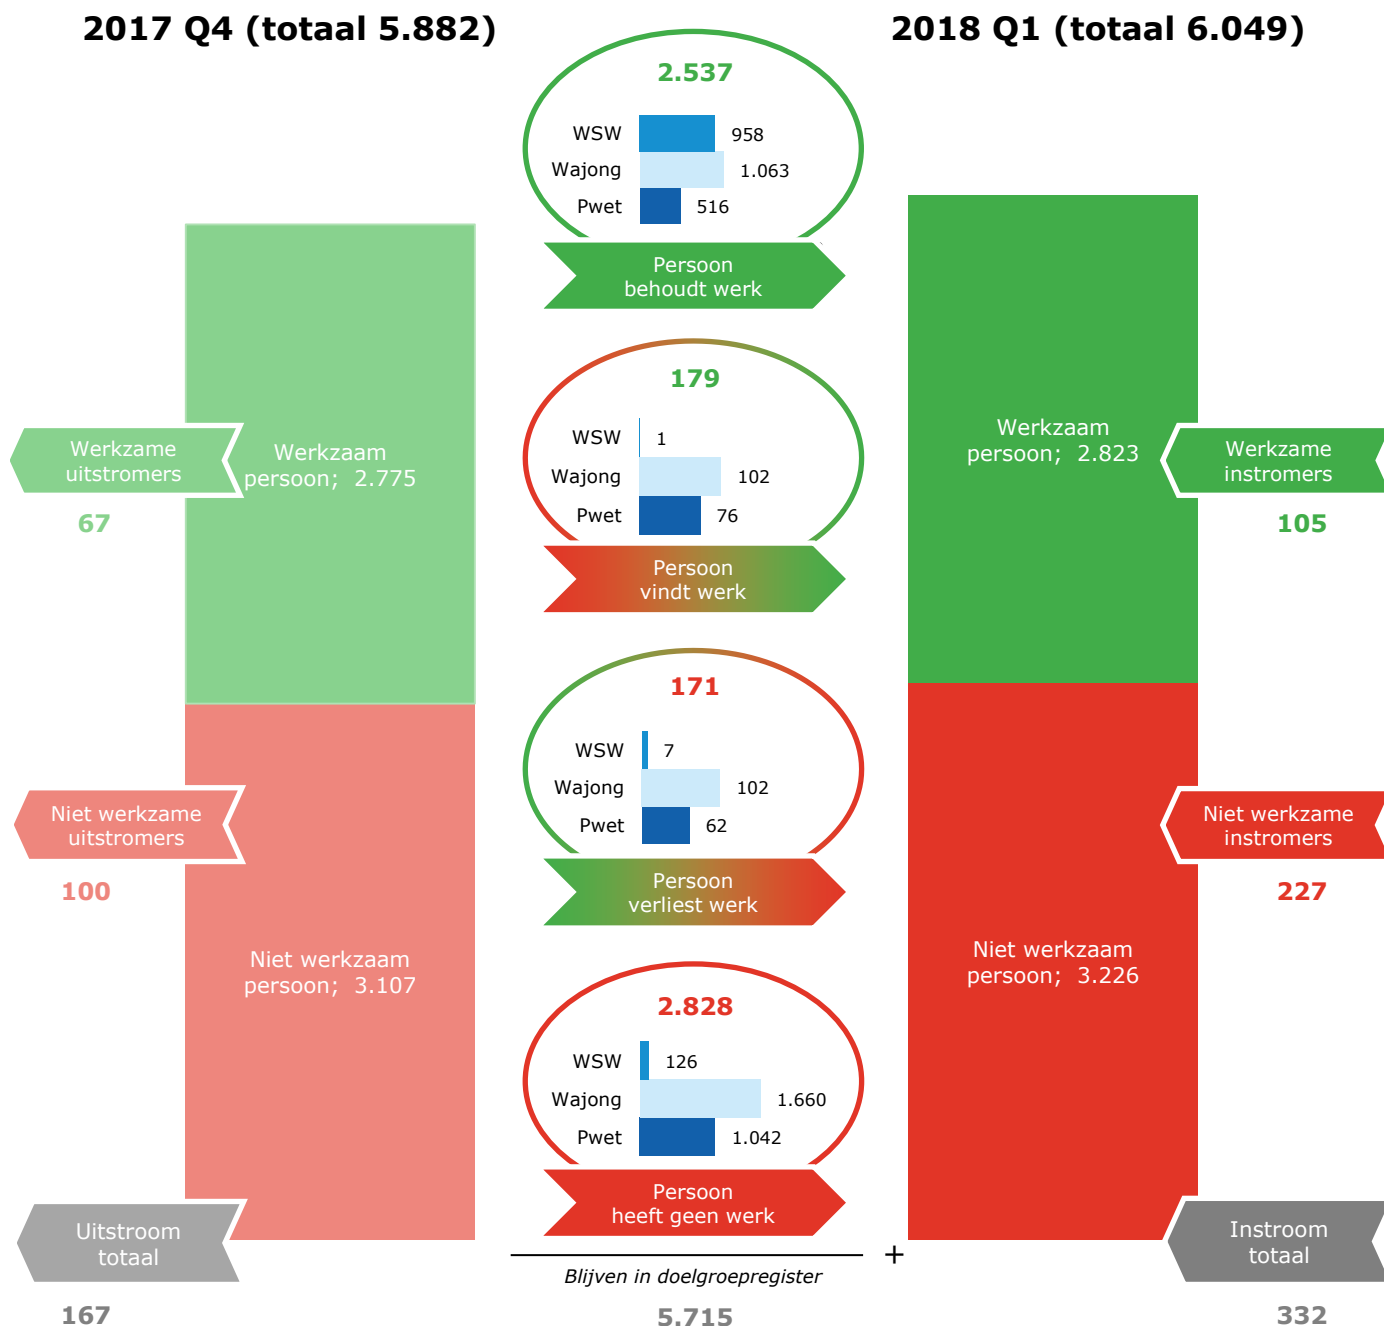 2017 Q4 (totaal 5.882)
2018 Q1 (totaal 6.049)
2.537
WSW 958
Wajong 1.063
Pwet 516
Persoon
behoudt werk
179
WSW 1
Wajong 102
Pwet 76
Persoon
vindt werk
171
WSW 7
Wajong 102
Pwet 62
Persoon
verliest werk
2.828
WSW 126
Wajong 1.660
Pwet 1.042
Persoon
heeft geen werk
Blijven in doelgroepregister
5.715
+
Werkzame
uitstromers
67
Werkzaam
persoon; 2.775
Niet werkzame
uitstromers
100
Niet werkzaam
persoon; 3.107
Uitstroom
totaal
167
Werkzaam
persoon; 2.823
Werkzame
instromers
105
Niet werkzame
instromers
227
Niet werkzaam
persoon; 3.226
Instroom
totaal
332